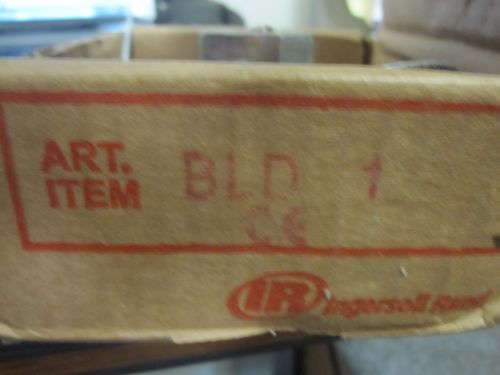 ART. BLD 1
ITEM
CE
IR Ingersoll Rand